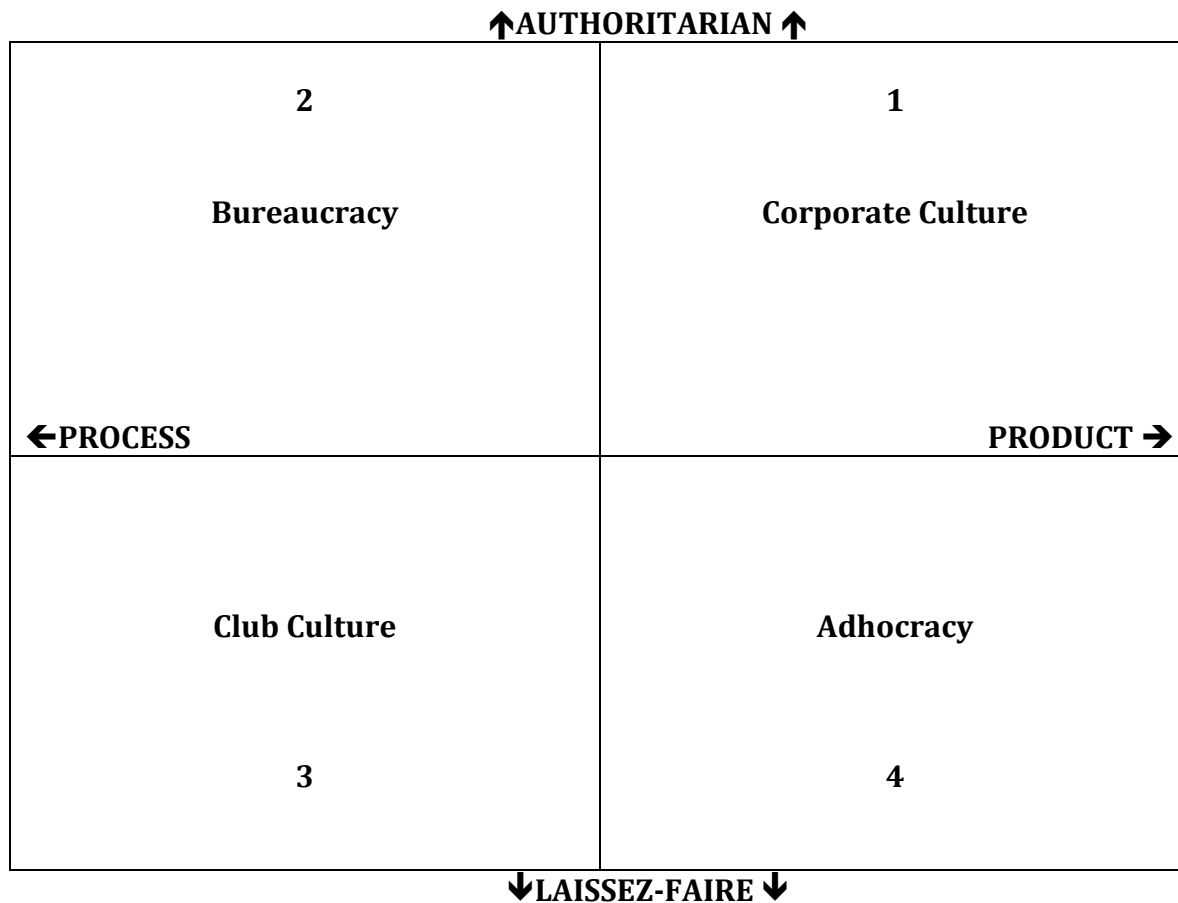 ↑AUTHORITARIAN ↑
2
1
Bureaucracy
Corporate Culture
←PROCESS
PRODUCT →
Club Culture
Adhocracy
3
4
↓LAISSEZ-FAIRE ↓